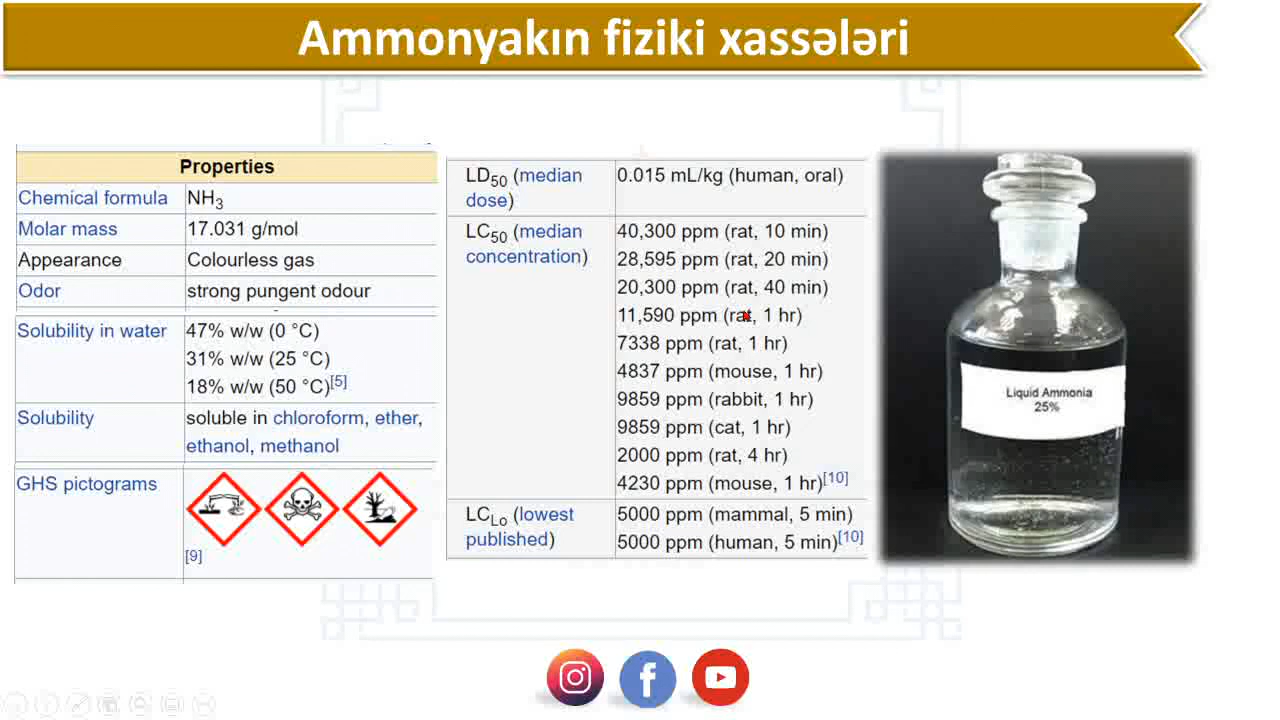 Ammonyakın fiziki xassələri
Properties
Chemical formula NH3
Molar mass 17.031 g/mol
Appearance Colourless gas
Odor strong pungent odour
Solubility in water 47% w/w (0 °C)
31% w/w (25 °C)
18% w/w (50 °C)[5]
Solubility soluble in chloroform, ether,
ethanol, methanol
GHS pictograms
[9]
LD50 (median 0.015 mL/kg (human, oral)
dose)
LC50 (median 40,300 ppm (rat, 10 min)
concentration) 28,595 ppm (rat, 20 min)
20,300 ppm (rat, 40 min)
11,590 ppm (rat, 1 hr)
7338 ppm (rat, 1 hr)
4837 ppm (mouse, 1 hr)
9859 ppm (rabbit, 1 hr)
9859 ppm (cat, 1 hr)
2000 ppm (rat, 4 hr)
4230 ppm (mouse, 1 hr)[10]
LCLo (lowest 5000 ppm (mammal, 5 min)
published) 5000 ppm (human, 5 min)[10]
Liquid Ammonia
25%